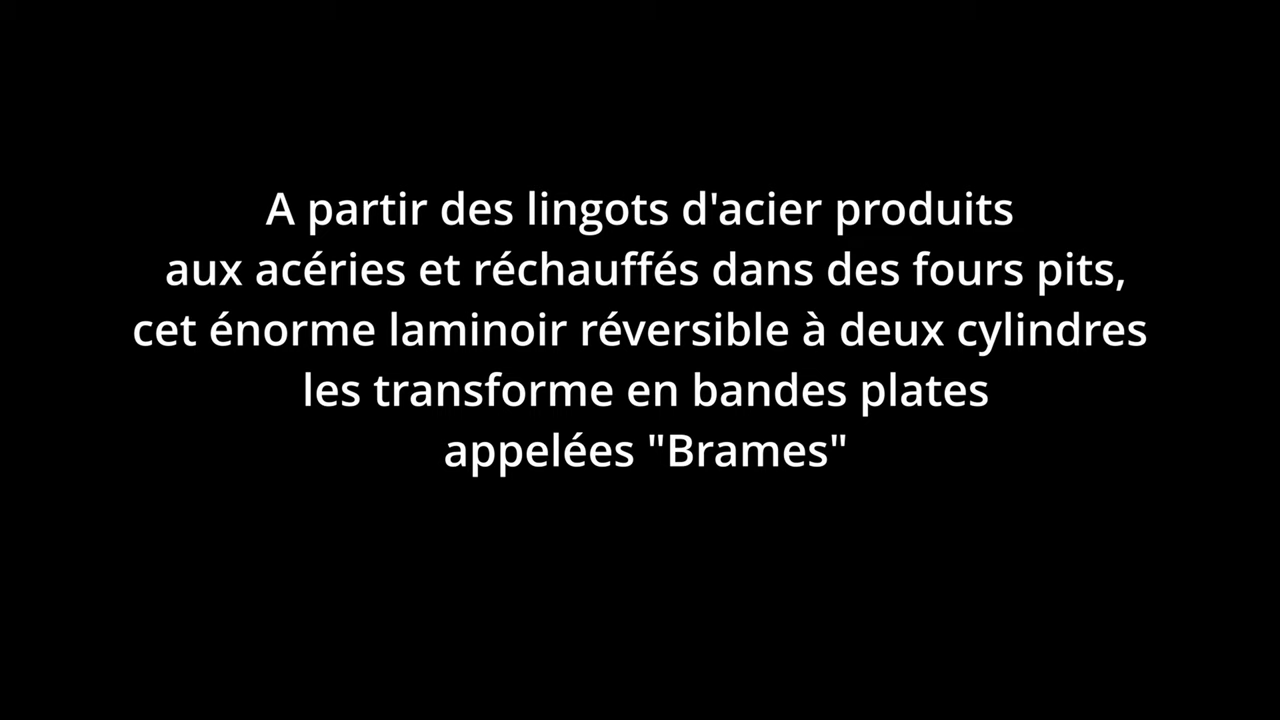 A partir des lingots d'acier produits
aux acéries et réchauffés dans des fours pits,
cet énorme laminoir réversible à deux cylindres
les transforme en bandes plates
appelées "Brames"